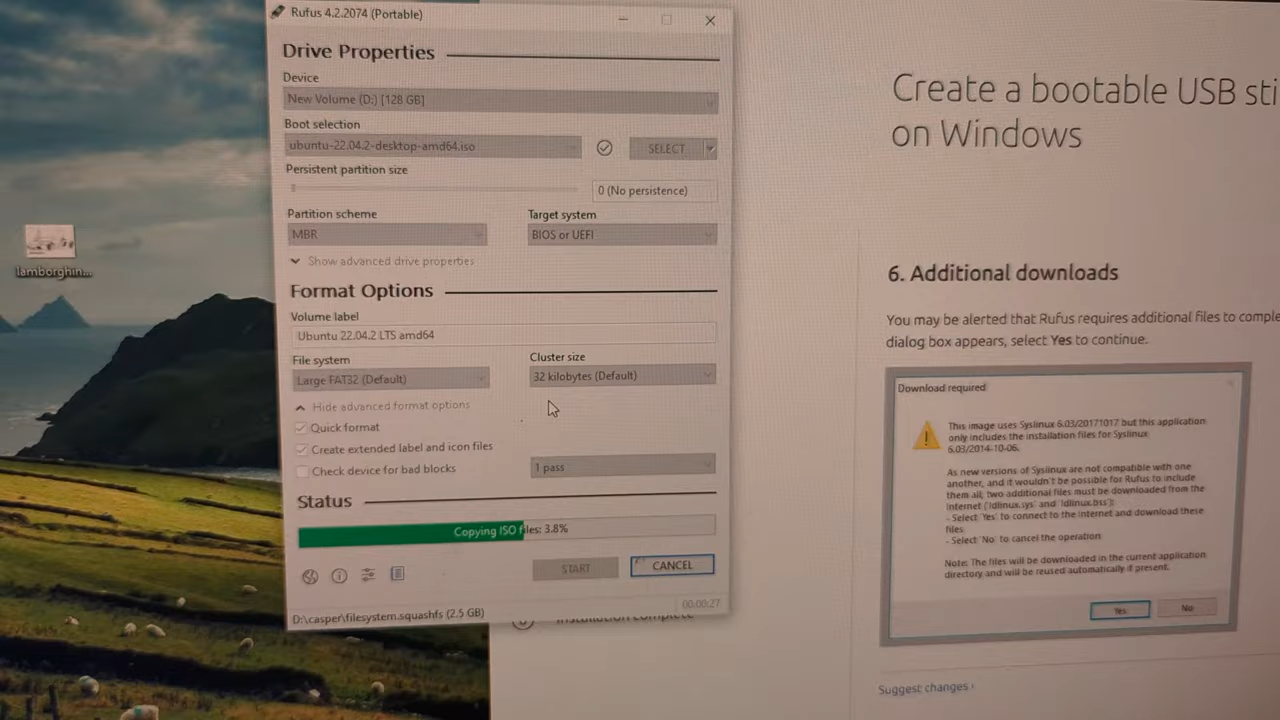 Rufus 4.2.2074 (Portable)
Drive Properties
Device
New Volume (D:) [128 GB]
Boot selection
ubuntu-22.04.2-desktop-amd64.iso
SELECT
Persistent partition size
0 (No persistence)
Partition scheme
Target system
MBR
BIOS or UEFI
Show advanced drive properties
Format Options
Volume label
Ubuntu 22.04.2 LTS amd64
File system
Cluster size
Large FAT32 (Default)
32 kilobytes (Default)
Hide advanced format options
Quick format
Create extended label and icon files
Check device for bad blocks
1 pass
Status
Copying ISO files: 3.8%
START
CANCEL
D:\casper\filesystem.squashfs (2.5 GB)
00:00:27
lamborghin...
Installation complete
Create a bootable USB sti
on Windows
6. Additional downloads
You may be alerted that Rufus requires additional files to comple
dialog box appears, select Yes to continue.
Download required
This image uses Syslinux 6.03/20171017 but this application
only includes the installation files for Syslinux
6.03/2014-10-06.
As new versions of Syslinux are not compatible with one
another, and it wouldn't be possible for Rufus to include
them all, two additional files must be downloaded from the
Internet ('ldlinux.sys' and 'ldlinux.bss'):
- Select 'Yes' to connect to the Internet and download these
files
- Select 'No' to cancel the operation
Note: The files will be downloaded in the current application
directory and will be reused automatically if present.
Yes
No
Suggest changes ›